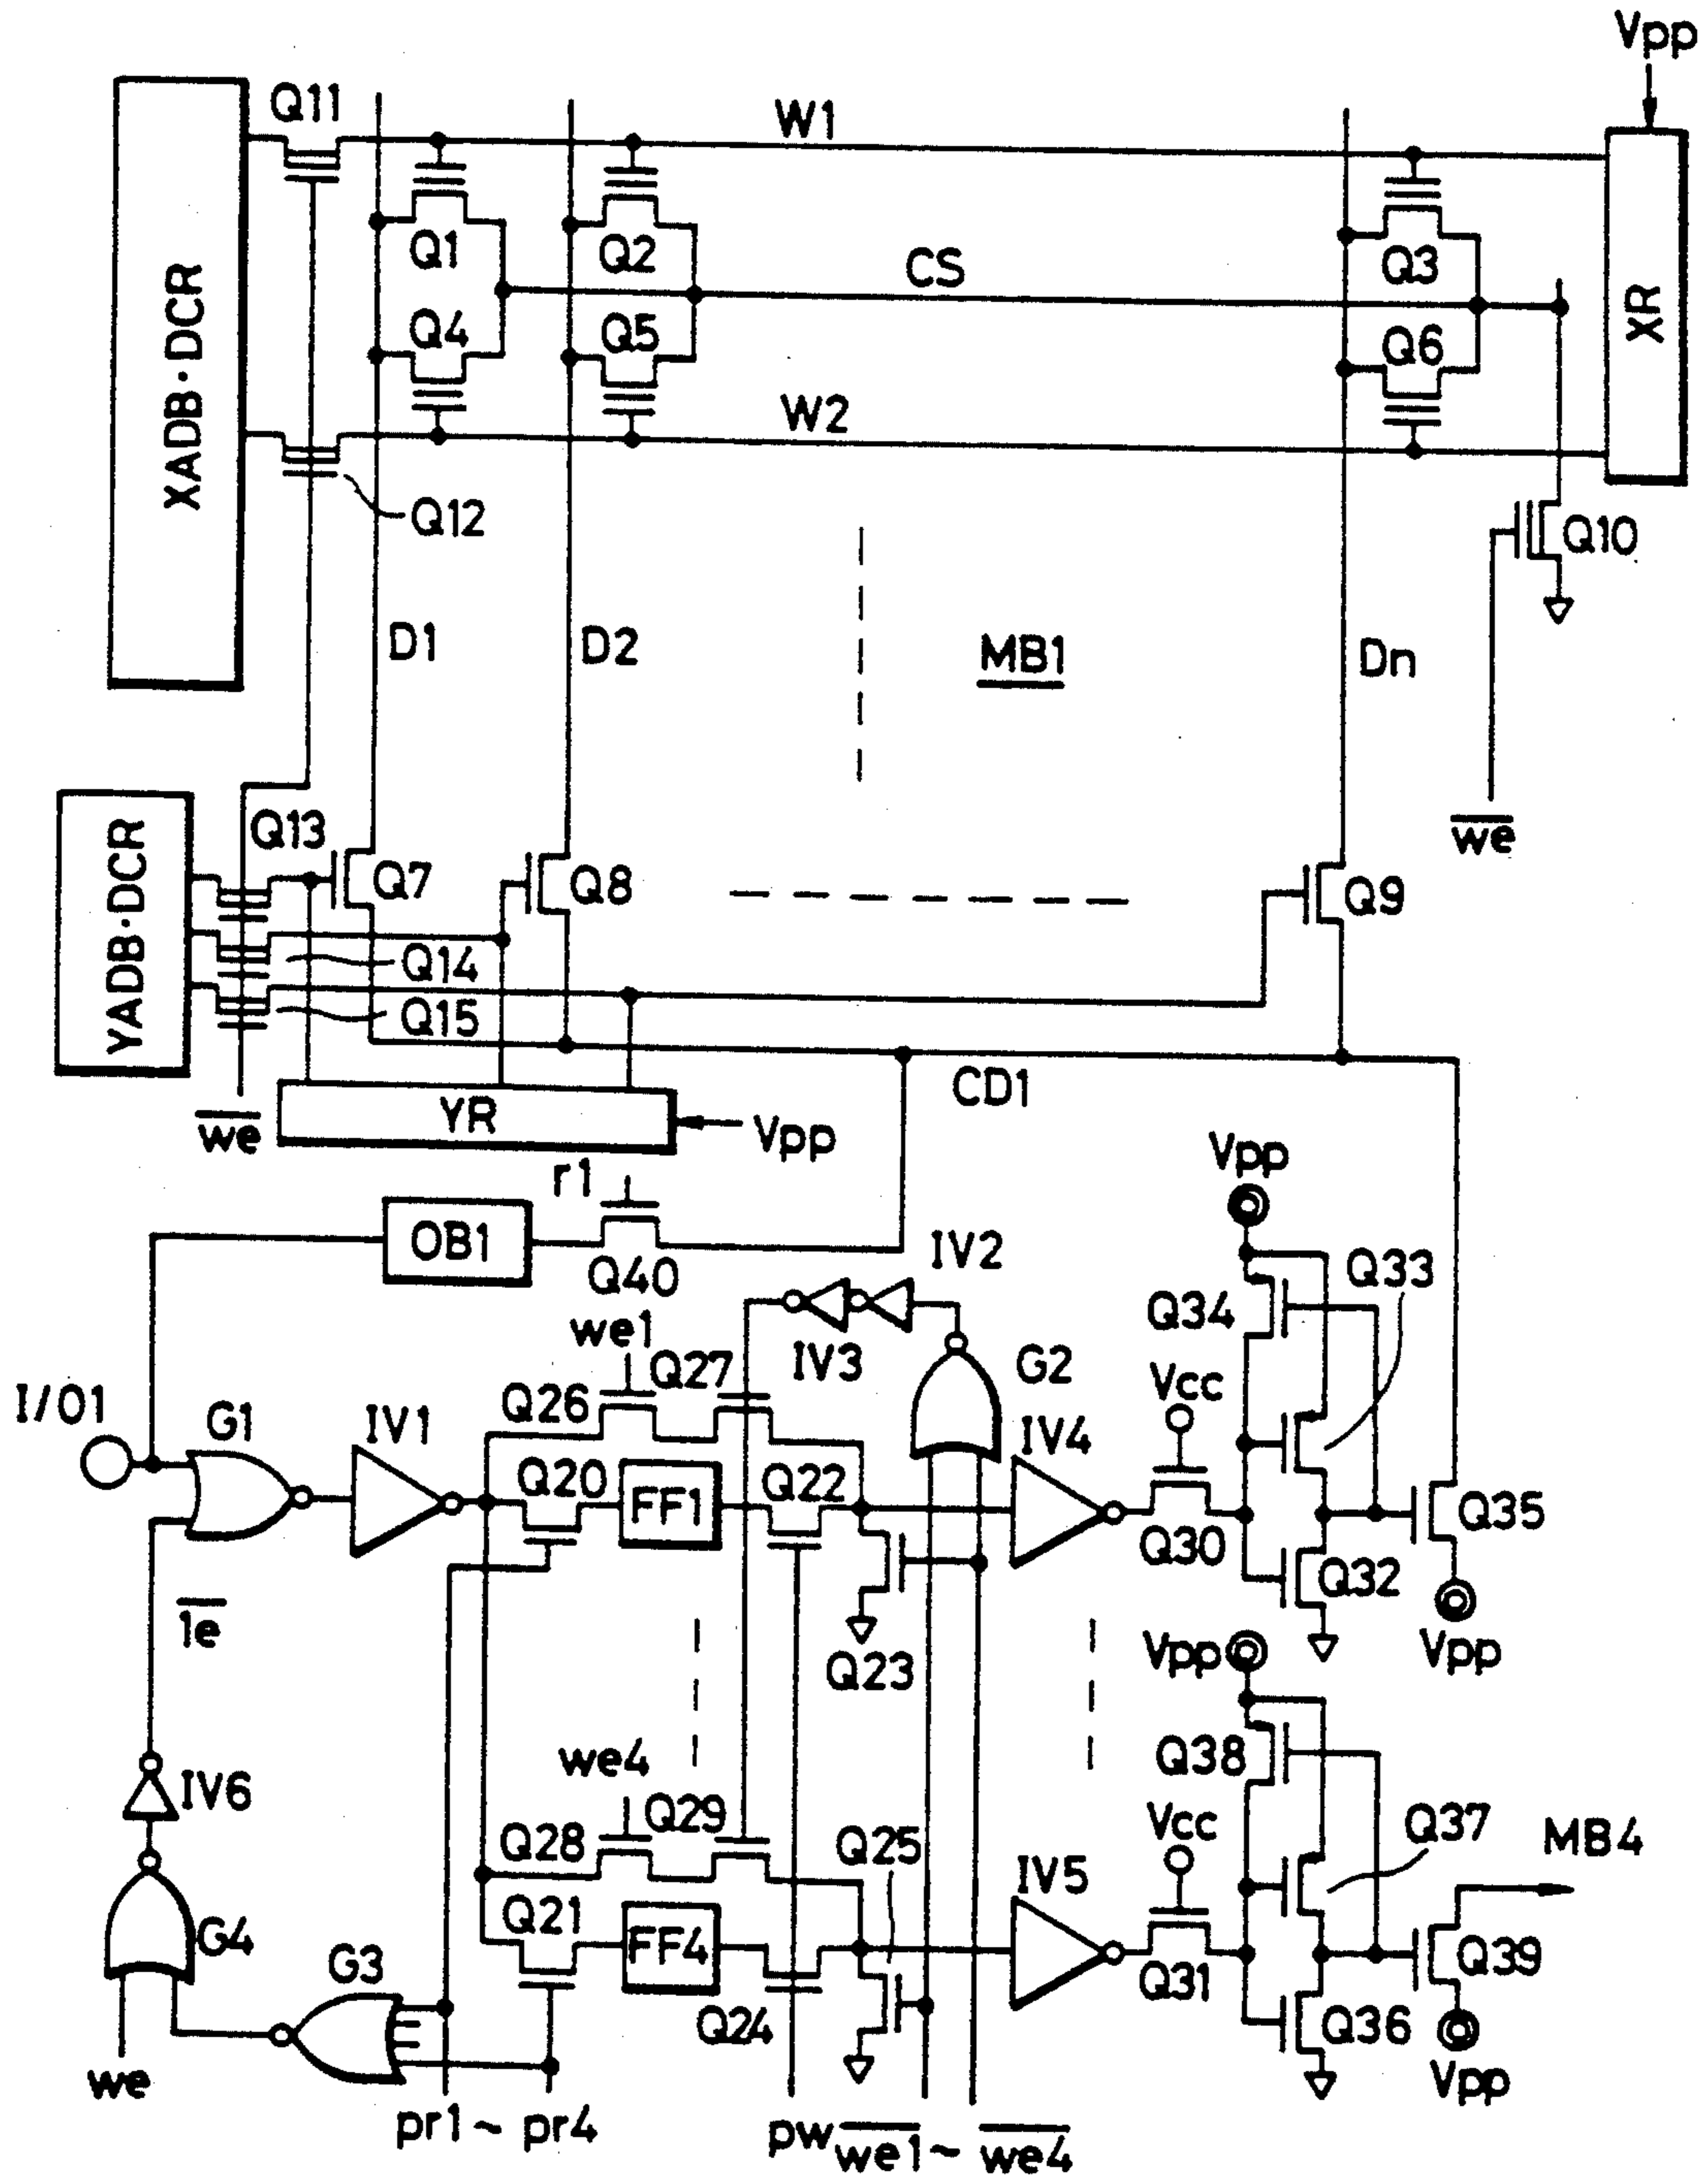 Vpp
Q11
W1
XADB·DCR
Q1
Q2
CS
Q3
XR
Q4
Q5
Q6
W2
Q12
Q10
D1
D2
MB1
Dn
we
Q13
YADB·DCR
Q7
Q8
Q9
Q14
Q15
CD1
we
YR
Vpp
r1
Vpp
OB1
Q40
IV2
Q33
Q34
we1
IV3
G2
Q27
Vcc
I/O1
G1
IV1
Q26
IV4
Q20
FF1
Q22
Q30
Q35
Q32
1e
Q23
Vpp
Vpp
we4
Q38
IV6
Q28
Q29
Q25
Vcc
Q37
MB4
IV5
G4
G3
Q21
FF4
Q24
Q31
Q39
Q36
we
Vpp
pr1~pr4
pw we1~we4